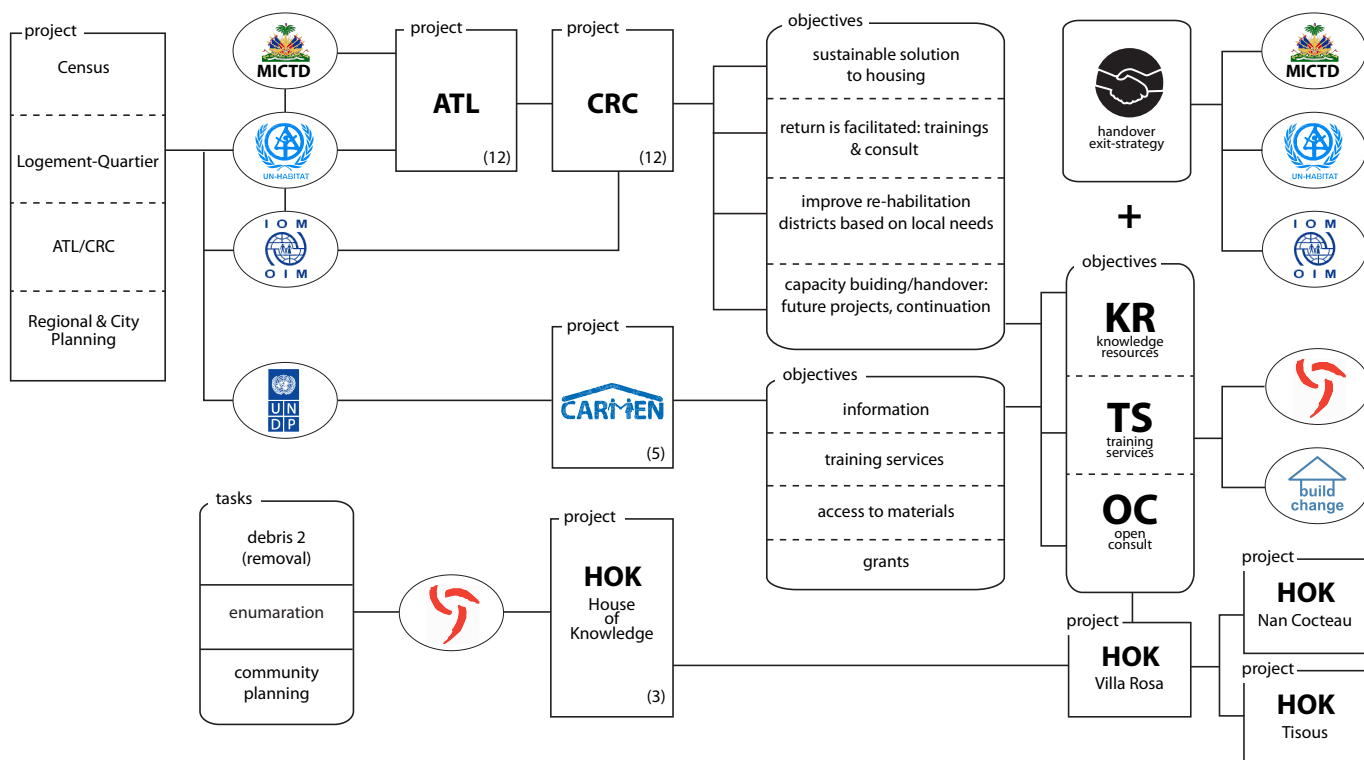 project
Census
Logement-Quartier
ATL/CRC
Regional & City
Planning
MICTD
UN-HABITAT
I O M
O I M
U N
D P
project
ATL
(12)
project
CRC
(12)
project
CARMEN
(5)
objectives
sustainable solution
to housing
return is facilitated: trainings
& consult
improve re-habilitation
districts based on local needs
capacity buiding/handover:
future projects, continuation
objectives
information
training services
access to materials
grants
handover
exit-strategy
+
objectives
KR
knowledge
resources
TS
training
services
OC
open
consult
MICTD
UN-HABITAT
I O M
O I M
build
change
tasks
debris 2
(removal)
enumaration
community
planning
project
HOK
House
of
Knowledge
(3)
project
HOK
Villa Rosa
project
HOK
Nan Cocteau
project
HOK
Tisous